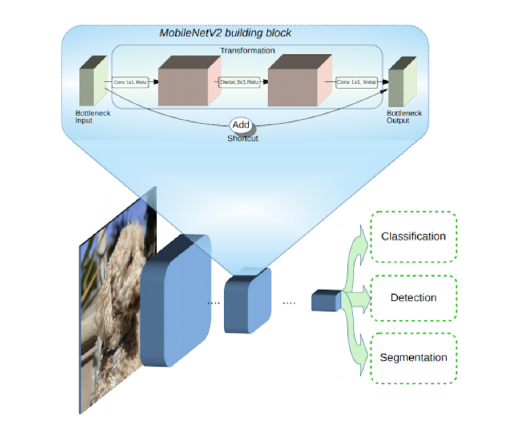 MobileNetV2 building block
Transformation
Conv 1x1, Relu
Dwise,3x3,Relu
Conv 1x1,
Bottleneck
Input
Add
Shortcut
Bottleneck
Output
Classification
....
....
Detection
Segmentation